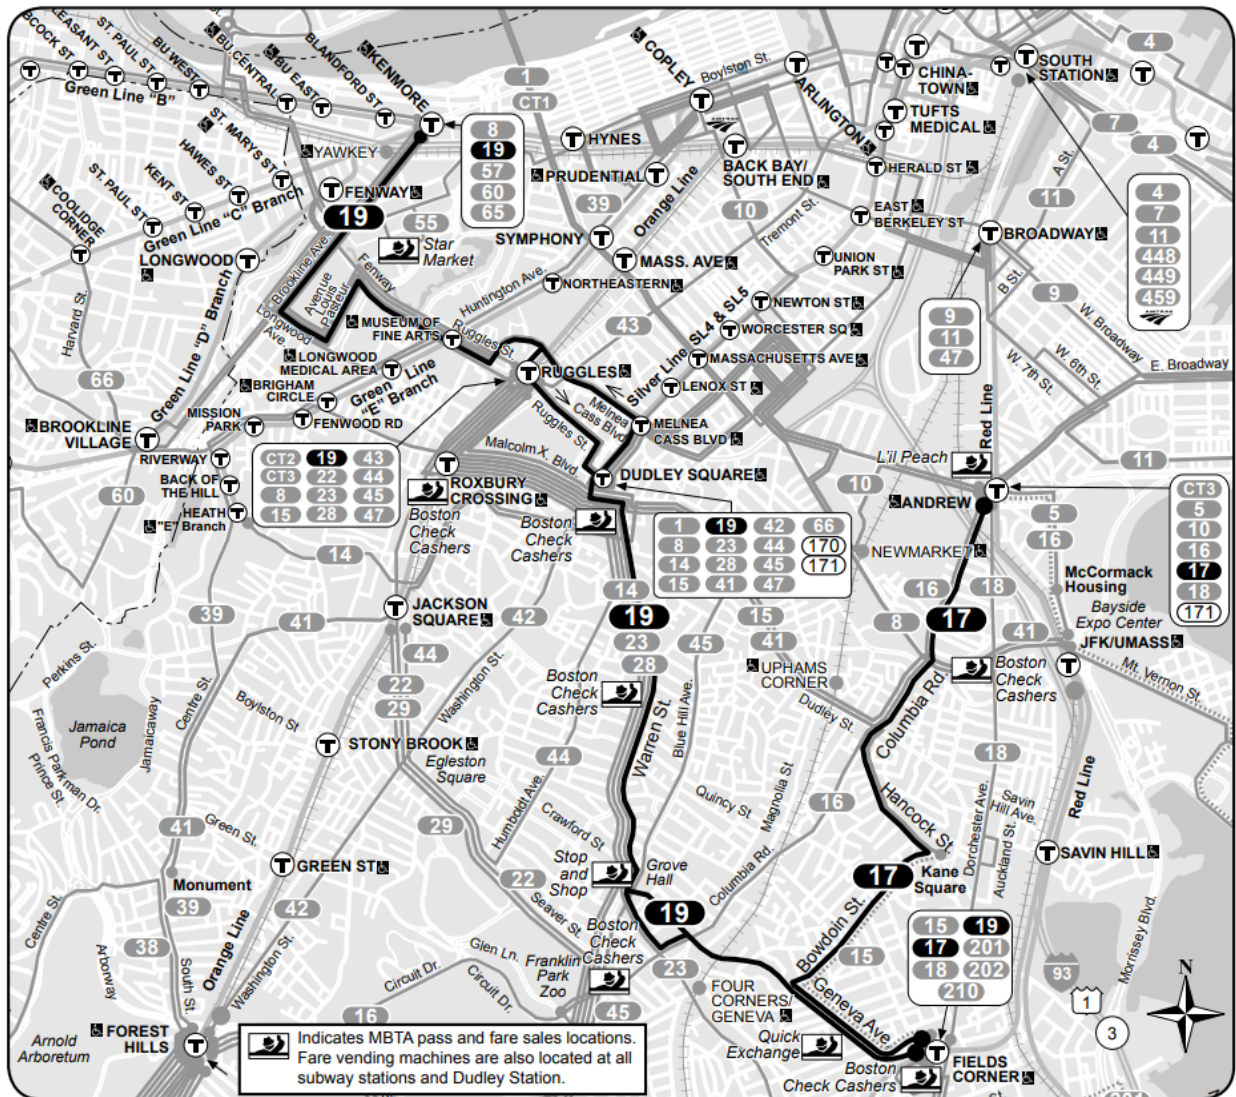 BCOCK ST
PLEASANT ST
ST. PAUL ST
BU WEST
BU CENTRAL
BU EAST
BLANDFORD ST
KENMORE
Green Line "B"
COPLEY
Boylston St.
ARLINGTON
CHINA-
TOWN
SOUTH
STATION
TUFTS
MEDICAL
HERALD ST
4
7
4
1
CT1
8
19
57
60
65
HYNES
PRUDENTIAL
BACK BAY/
SOUTH END
ST. MARYS ST
HAWES ST
KENT ST
ST. PAUL ST
COOLIDGE
CORNER
Green Line "C" Branch
YAWKEY
FENWAY
19
55
Star
Market
39
10
Orange Line
Tremont St.
EAST
BERKELEY ST
BROADWAY
A St.
11
4
7
11
448
449
459
LONGWOOD
Brookline Ave.
Avenue
Louis
Pasteur
Fenway
Longwood
Ave.
SYMPHONY
MASS. AVE
NORTHEASTERN
Huntington Ave.
UNION
PARK ST
NEWTON ST
WORCESTER SQ
MASSACHUSETTS AVE
LENOX ST
Silver Line SL4 & SL5
43
B St.
9
W. Broadway
W. 7th St.
W. 6th St.
E. Broadway
9
11
47
Harvard St.
66
Green Line "D" Branch
MUSEUM OF
FINE ARTS
Ruggles St.
LONGWOOD
MEDICAL AREA
BRIGHAM
CIRCLE
Green Line
"E" Branch
FENWOOD RD
MISSION
PARK
RUGGLES
Melnea
Cass Blvd
Ruggles St.
MELNEA
CASS BLVD
Red Line
BROOKLINE
VILLAGE
RIVERWAY
BACK OF
THE HILL
HEATH
"E" Branch
60
CT2
19
43
CT3
22
44
8
23
45
15
28
47
Malcolm X. Blvd.
DUDLEY SQUARE
ROXBURY
CROSSING
Boston
Check
Cashers
Boston
Check
Cashers
L'il Peach
ANDREW
11
10
5
16
CT3
5
10
16
17
18
171
1
19
42
66
8
23
44
170
14
28
45
171
15
41
47
NEWMARKET
McCormack
Housing
Bayside
Expo Center
JFK/UMASS
Mt. Vernon St.
14
39
41
JACKSON
SQUARE
44
22
29
42
14
19
23
28
45
15
41
16
17
18
8
41
UPHAMS
CORNER
Boston
Check
Cashers
Boston
Check
Cashers
Perkins St.
Jamaica
Pond
Francis Parkman Dr.
Prince St.
Jamaicaway
Centre St.
Boylston St
Washington St.
STONY BROOK
Egleston
Square
Warren St.
Blue Hill Ave.
Dudley St.
Columbia Rd.
18
44
Humboldt Ave.
Crawford St
Quincy St
Magnolia St
16
Hancock St.
Dorchester Ave.
Savin
Hill Ave.
Auckland St.
Red Line
SAVIN HILL
41
Green St.
29
GREEN ST
Monument
39
42
22
Stop
and
Shop
Grove
Hall
Columbia Rd.
17
Kane
Square
Seaver St.
19
Boston
Check
Cashers
Bowdoin St.
15
15
19
17
201
18
202
210
Centre St.
38
Arborway
South St.
Orange Line
Washington St.
Glen Ln.
Circuit Dr.
Circuit Dr.
Franklin
Park
Zoo
23
45
16
FOUR
CORNERS/
GENEVA
Geneva Ave
Quick
Exchange
Boston
Check Cashers
FIELDS
CORNER
93
1
3
Morrissey Blvd.
N
Arnold
Arboretum
FOREST
HILLS
Indicates MBTA pass and fare sales locations.
Fare vending machines are also located at all
subway stations and Dudley Station.